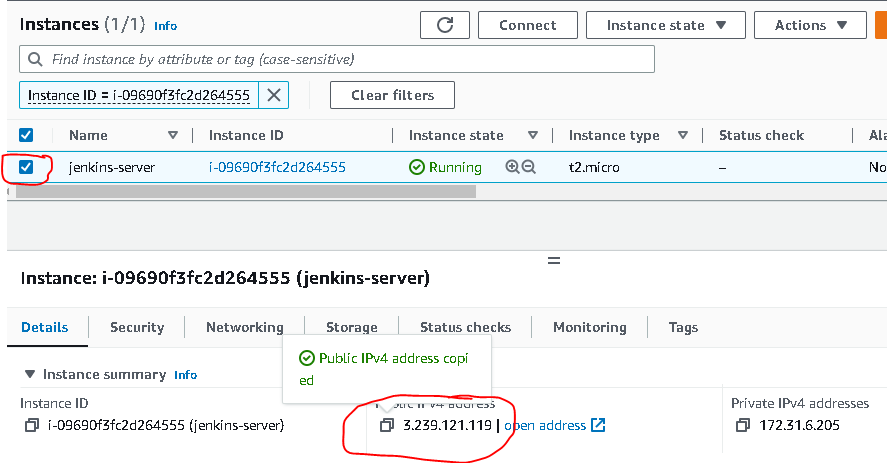 Instances (1/1) Info
Connect
Instance state
Actions
Find instance by attribute or tag (case-sensitive)
Instance ID = i-09690f3fc2d264555
Clear filters
Name Instance ID Instance state Instance type Status check Ala
jenkins-server i-09690f3fc2d264555 Running t2.micro – No
Instance: i-09690f3fc2d264555 (jenkins-server)
Details Security Networking Storage Status checks Monitoring Tags
Public IPv4 address copi
ed
Instance summary Info
Instance ID Public IPv4 address Private IPv4 addresses
i-09690f3fc2d264555 (jenkins-server) 3.239.121.119 | open address 172.31.6.205